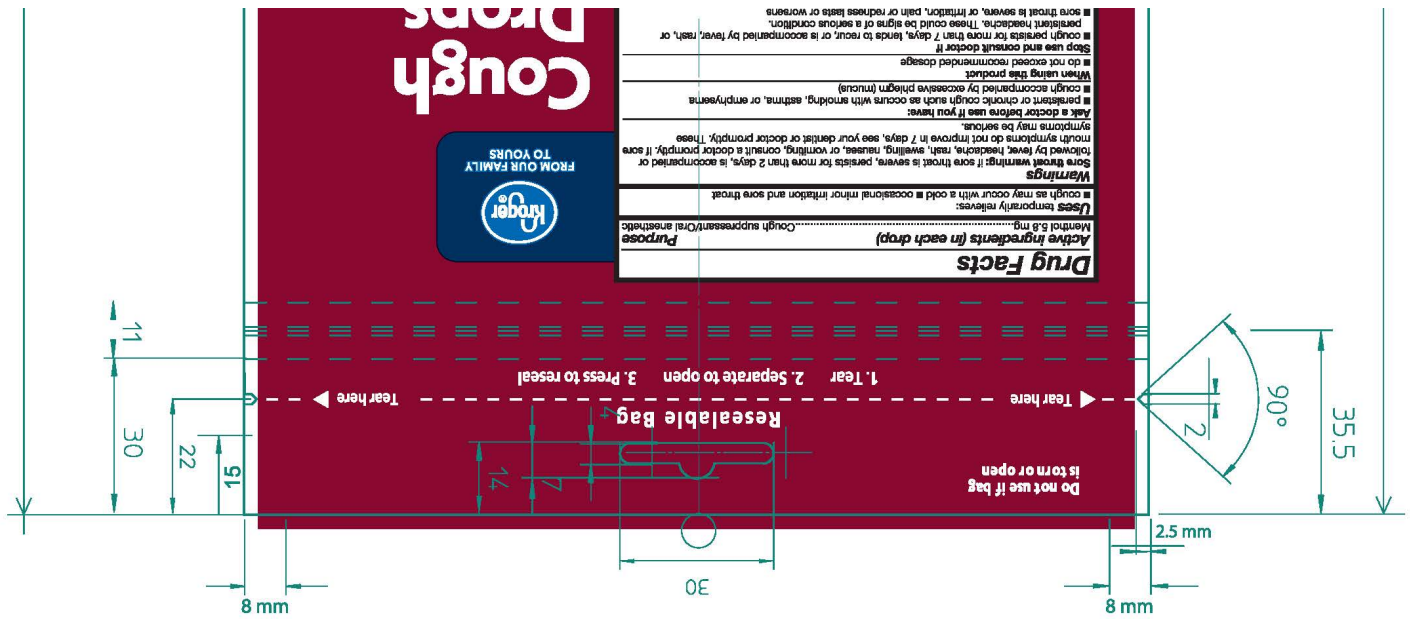 8 mm
8 mm
2.5 mm
30
Do not use if bag
is torn or open
15
14
7
4
2
22
30
90°
35.5
11
Resealable Bag
Tear here
Tear here
1. Tear 2. Separate to open 3. Press to reseal
Drug Facts
Active ingredients (in each drop) Purpose
Menthol 5.8 mg....................Cough suppressant/Oral anesthetic
Uses temporarily relieves:
■ cough as may occur with a cold ■ occasional minor irritation and sore throat
Warnings
Sore throat warning: if sore throat is severe, persists for more than 2 days, is accompanied or
followed by fever, headache, rash, swelling, nausea, or vomiting, consult a doctor promptly. If sore
mouth symptoms do not improve in 7 days, see your dentist or doctor promptly. These
symptoms may be serious.
Ask a doctor before use if you have:
■ persistent or chronic cough such as occurs with smoking, asthma, or emphysema
■ cough accompanied by excessive phlegm (mucus)
When using this product
■ do not exceed recommended dosage
Stop use and consult doctor if
■ cough persists for more than 7 days, tends to recur, or is accompanied by fever, rash, or
persistent headache. These could be signs of a serious condition.
■ sore throat is severe, or irritation, pain or redness lasts or worsens
Kroger®
FROM OUR FAMILY
TO YOURS
Cough
Drops